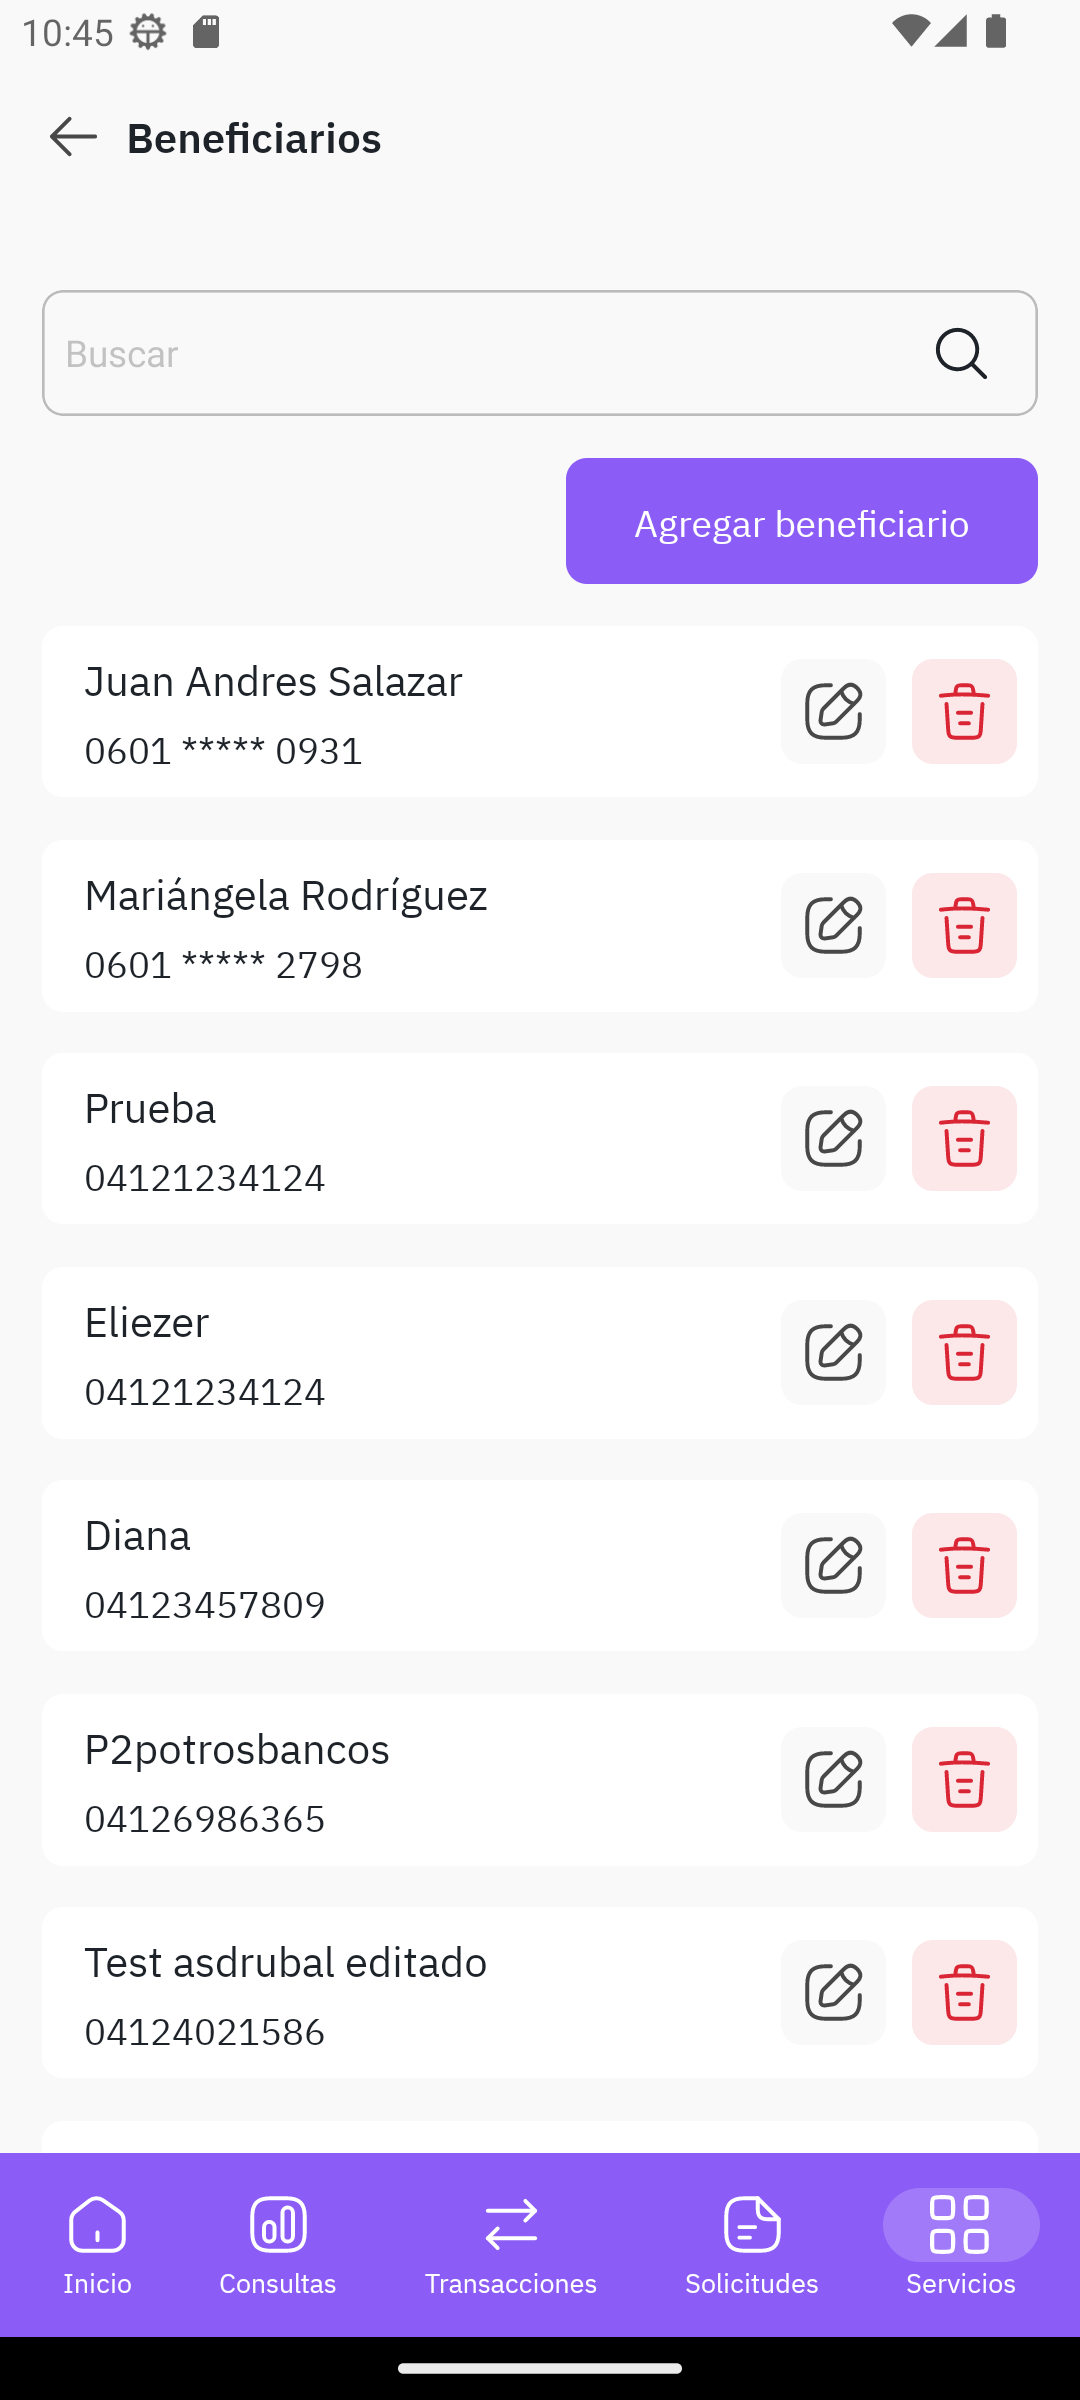 10:45
Beneficiarios
Buscar
Agregar beneficiario
Juan Andres Salazar
0601 ***** 0931
Mariángela Rodríguez
0601 ***** 2798
Prueba
04121234124
Eliezer
04121234124
Diana
04123457809
P2potrosbancos
04126986365
Test asdrubal editado
04124021586
Inicio
Consultas
Transacciones
Solicitudes
Servicios